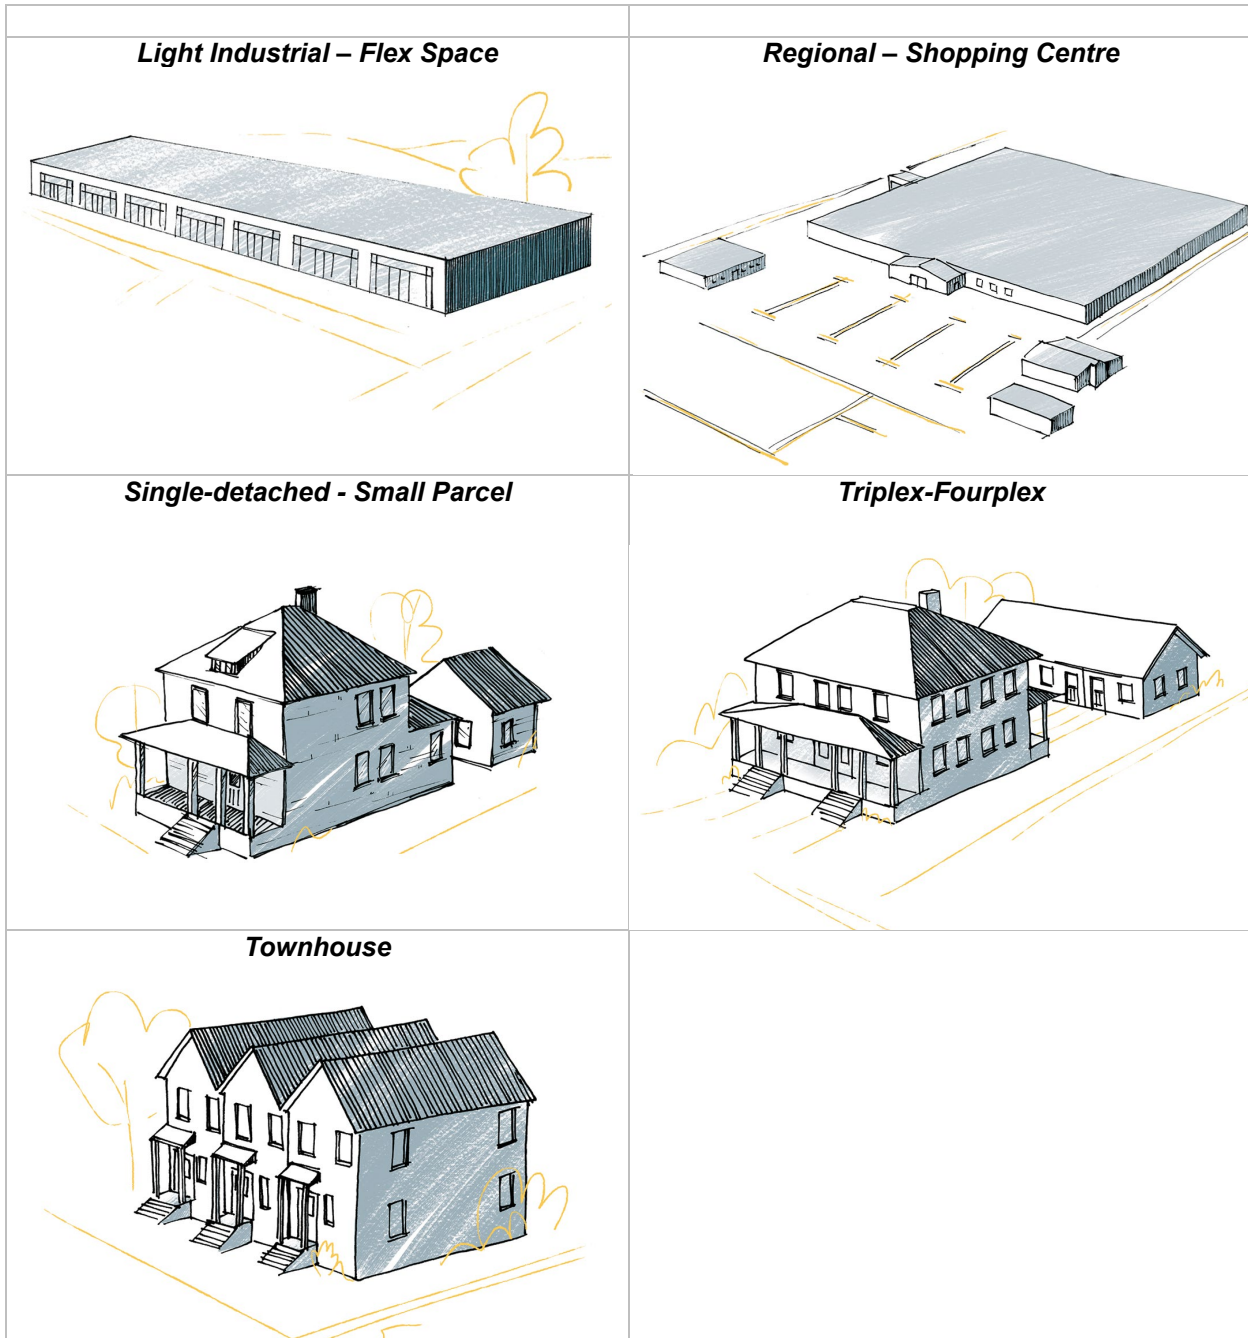 Light Industrial – Flex Space
Regional – Shopping Centre
Single-detached - Small Parcel
Triplex-Fourplex
Townhouse